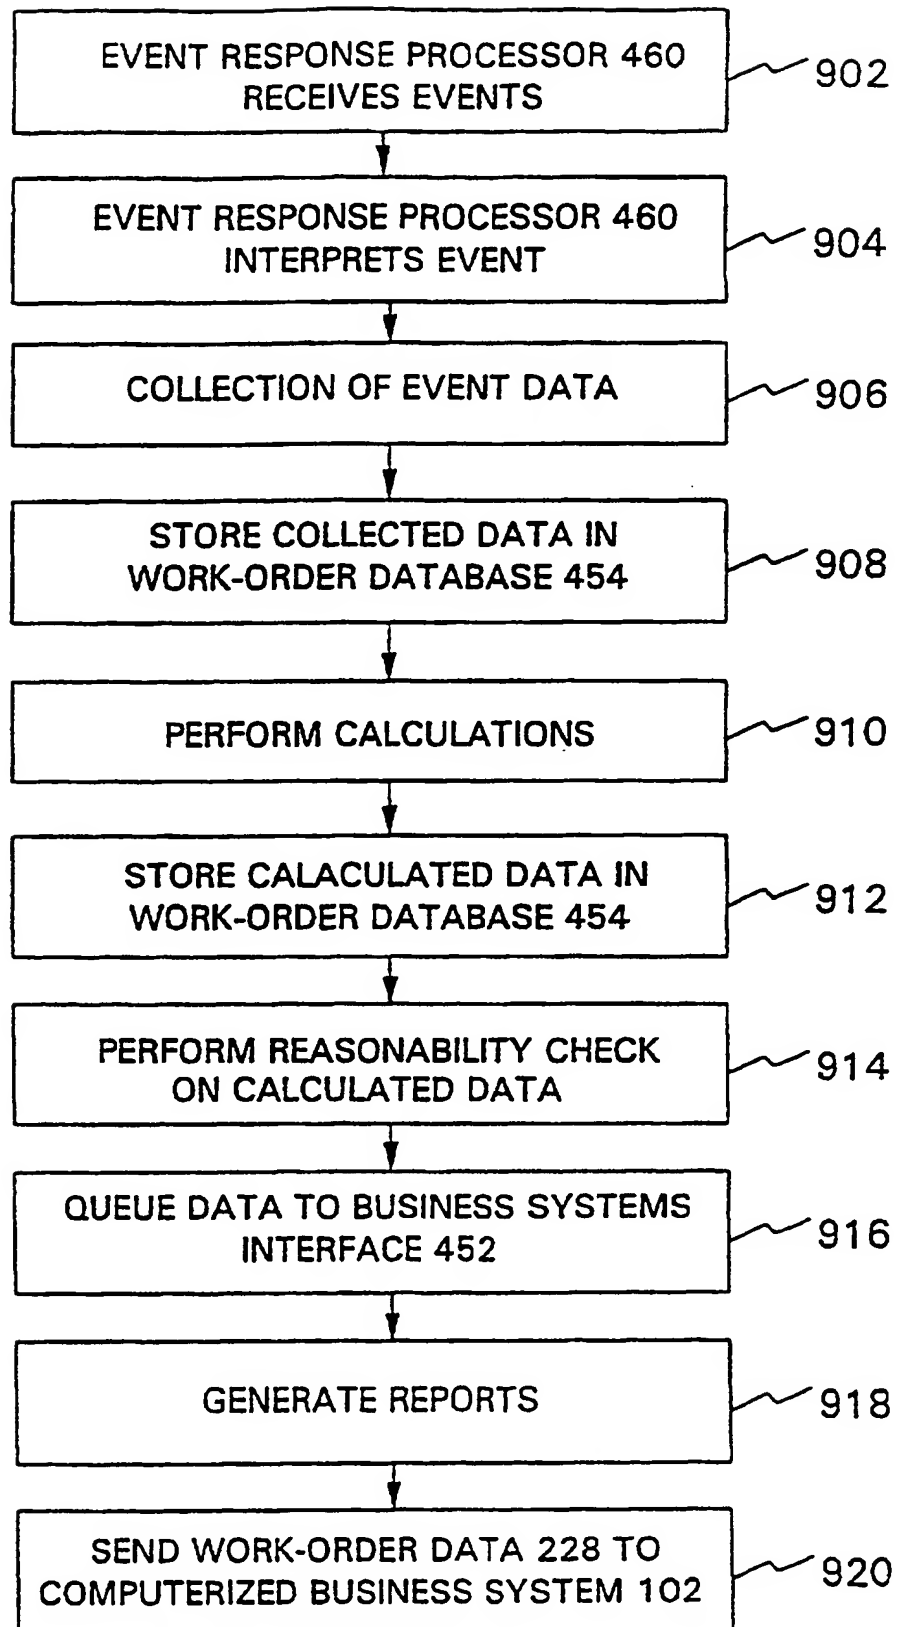 EVENT RESPONSE PROCESSOR 460
RECEIVES EVENTS
902
EVENT RESPONSE PROCESSOR 460
INTERPRETS EVENT
904
COLLECTION OF EVENT DATA
906
STORE COLLECTED DATA IN
WORK-ORDER DATABASE 454
908
PERFORM CALCULATIONS
910
STORE CALACULATED DATA IN
WORK-ORDER DATABASE 454
912
PERFORM REASONABILITY CHECK
ON CALCULATED DATA
914
QUEUE DATA TO BUSINESS SYSTEMS
INTERFACE 452
916
GENERATE REPORTS
918
SEND WORK-ORDER DATA 228 TO
COMPUTERIZED BUSINESS SYSTEM 102
920